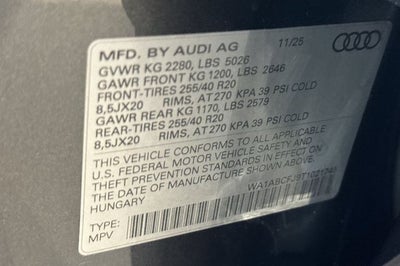 MFD. BY AUDI AG 11/25
GVWR KG 2280, LBS 5026
GAWR FRONT KG 1200, LBS 2646
FRONT-TIRES 255/40 R20
8,5JX20 RIMS, AT 270 KPA 39 PSI COLD
GAWR REAR KG 1170, LBS 2579
REAR-TIRES 255/40 R20
8,5JX20 RIMS, AT 270 KPA 39 PSI COLD
THIS VEHICLE CONFORMS TO ALL APPLICABLE
U.S. FEDERAL MOTOR VEHICLE SAFETY
AND THEFT PREVENTION STANDARDS IN EFFECT ON
THE DATE OF MANUFACTURE SHOWN ABOVE.
HUNGARY
TYPE:
MPV